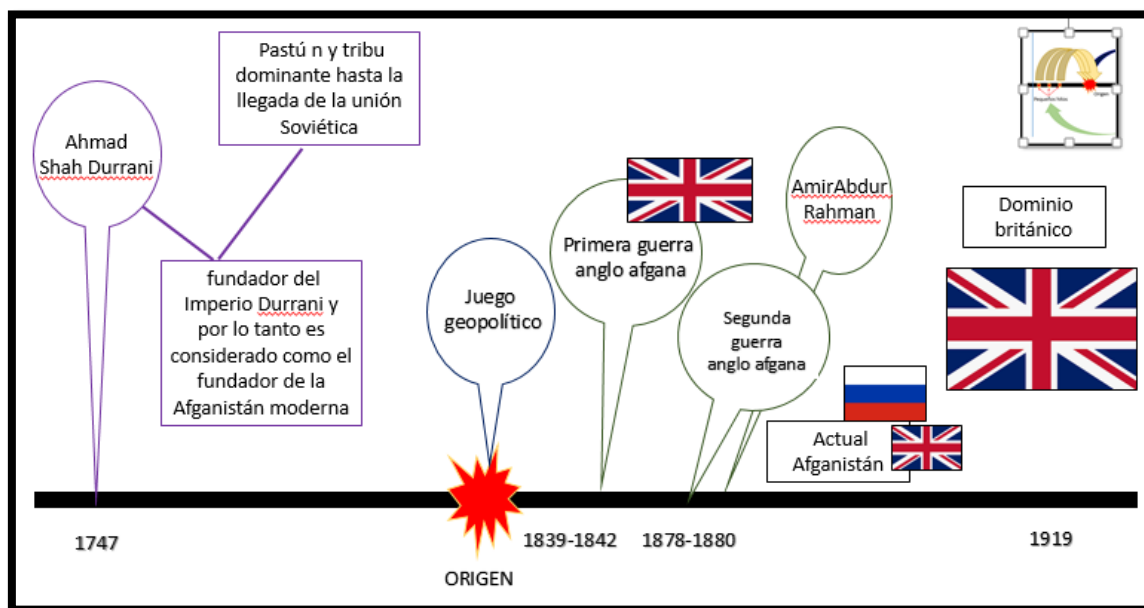 Ahmad
Shah Durrani
Pastú n y tribu
dominante hasta la
llegada de la unión
Soviética
fundador del
Imperio Durrani y
por lo tanto es
considerado como el
fundador de la
Afganistán moderna
Juego
geopolítico
Primera guerra
anglo afgana
Segunda
guerra
anglo afgana
AmirAbdur
Rahman
Actual
Afganistán
Dominio
británico
Origen
1747
ORIGEN
1839-1842
1878-1880
1919